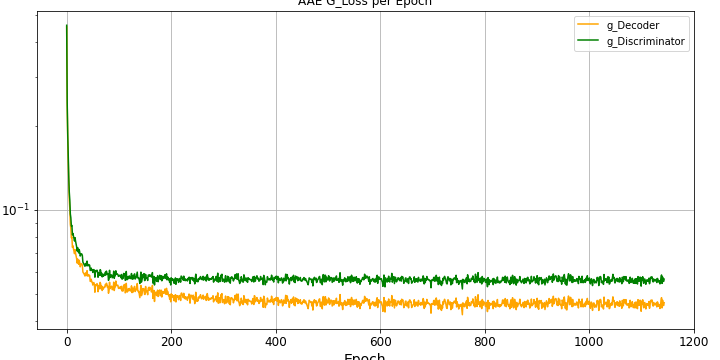 AAE G_Loss per Epoch
g_Decoder
g_Discriminator
10⁻¹
0 200 400 600 800 1000 1200
Epoch